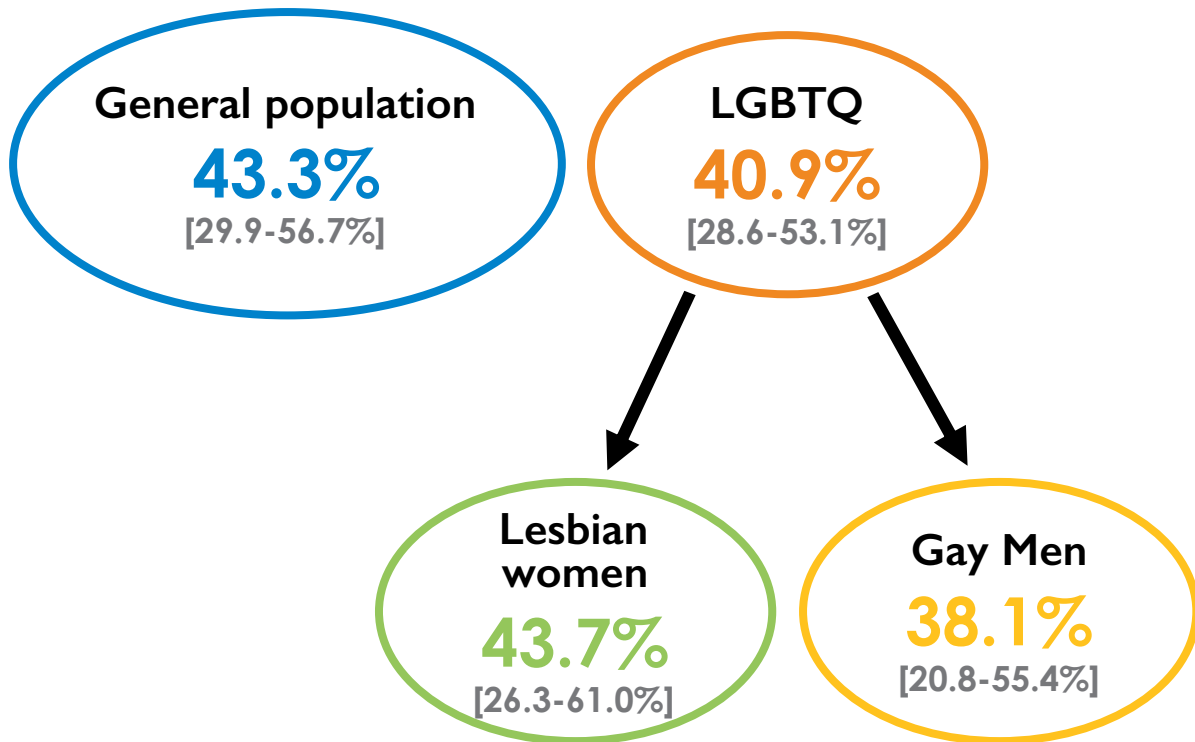 General population
43.3%
[29.9-56.7%]
LGBTQ
40.9%
[28.6-53.1%]
Lesbian
women
43.7%
[26.3-61.0%]
Gay Men
38.1%
[20.8-55.4%]